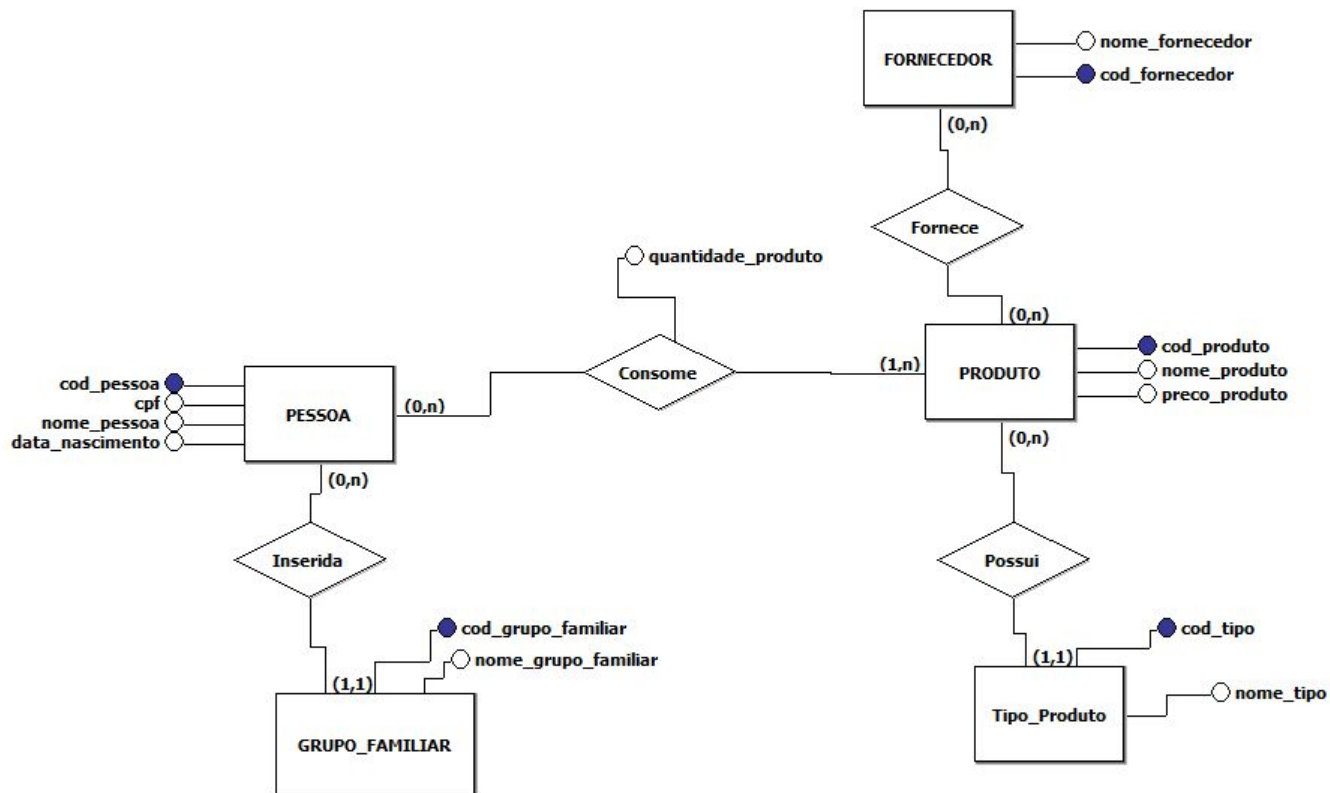 FORNECEDOR
nome_fornecedor
cod_fornecedor
(0,n)
Fornece
quantidade_produto
(0,n)
Consome
(1,n)
PRODUTO
cod_produto
nome_produto
preco_produto
cod_pessoa
cpf
nome_pessoa
data_nascimento
PESSOA
(0,n)
(0,n)
(0,n)
Inserida
Possui
cod_grupo_familiar
nome_grupo_familiar
(1,1)
GRUPO_FAMILIAR
cod_tipo
(1,1)
Tipo_Produto
nome_tipo